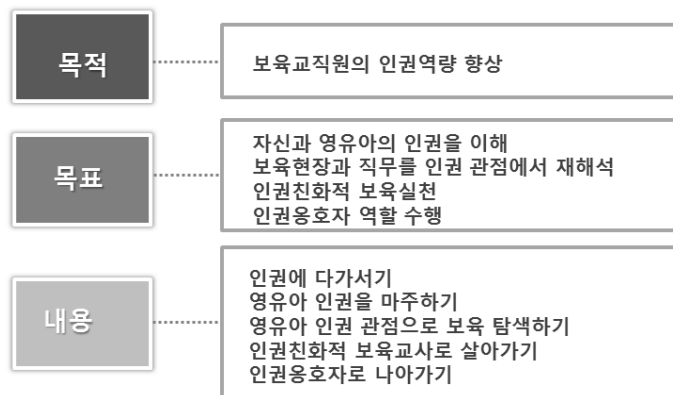 목적
보육교직원의 인권역량 향상
목표
자신과 영유아의 인권을 이해
보육현장과 직무를 인권 관점에서 재해석
인권친화적 보육실천
인권옹호자 역할 수행
내용
인권에 다가서기
영유아 인권을 마주하기
영유아 인권 관점으로 보육 탐색하기
인권친화적 보육교사로 살아가기
인권옹호자로 나아가기